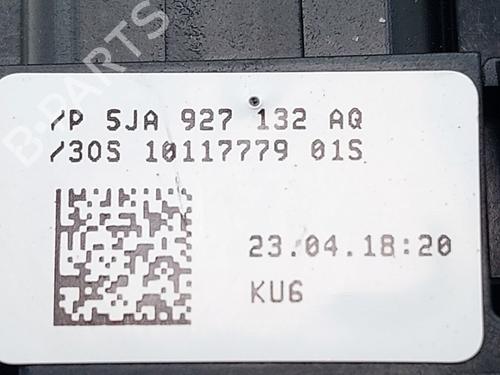 /P 5JA 927 132 AQ
/30S 10117779 01S
23.04.18:20
KU6
B-PARTS